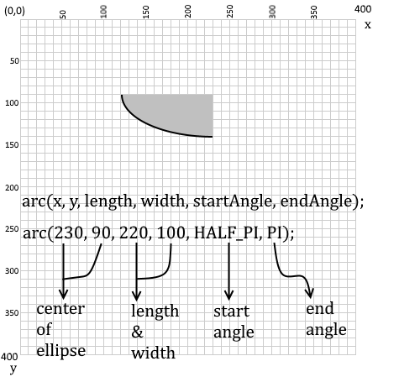 (0,0)
50
100
150
200
250
300
350
400
x
50
100
150
200
arc(x, y, length, width, startAngle, endAngle);
250
arc(230, 90, 220, 100, HALF_PI, PI);
300
350
400
y
center
of
ellipse
length
&
width
start
angle
end
angle